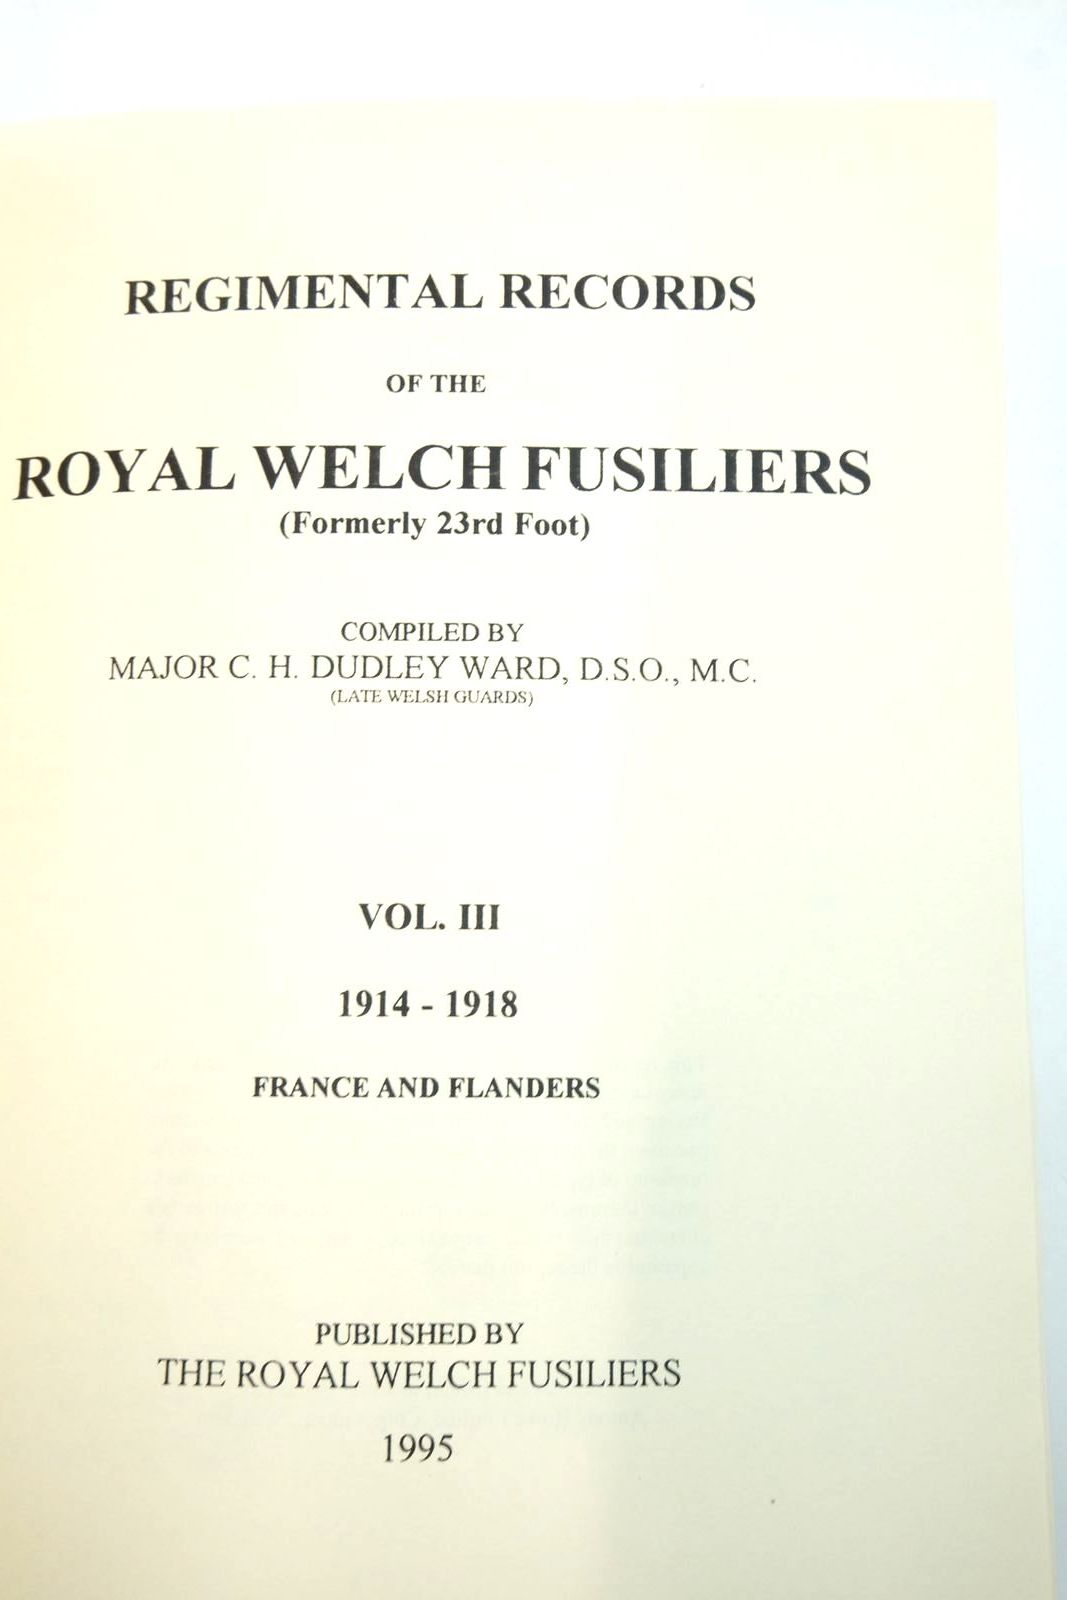 REGIMENTAL RECORDS
OF THE
ROYAL WELCH FUSILIERS
(Formerly 23rd Foot)
COMPILED BY
MAJOR C. H. DUDLEY WARD, D.S.O., M.C.
(LATE WELSH GUARDS)
VOL. III
1914 - 1918
FRANCE AND FLANDERS
PUBLISHED BY
THE ROYAL WELCH FUSILIERS
1995